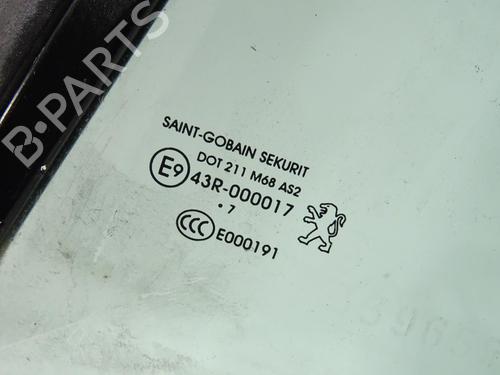 B-PARTS
SAINT-GOBAIN SEKURIT
DOT 211 M68 AS2
E9 43R-000017
. 7
CCC E000191